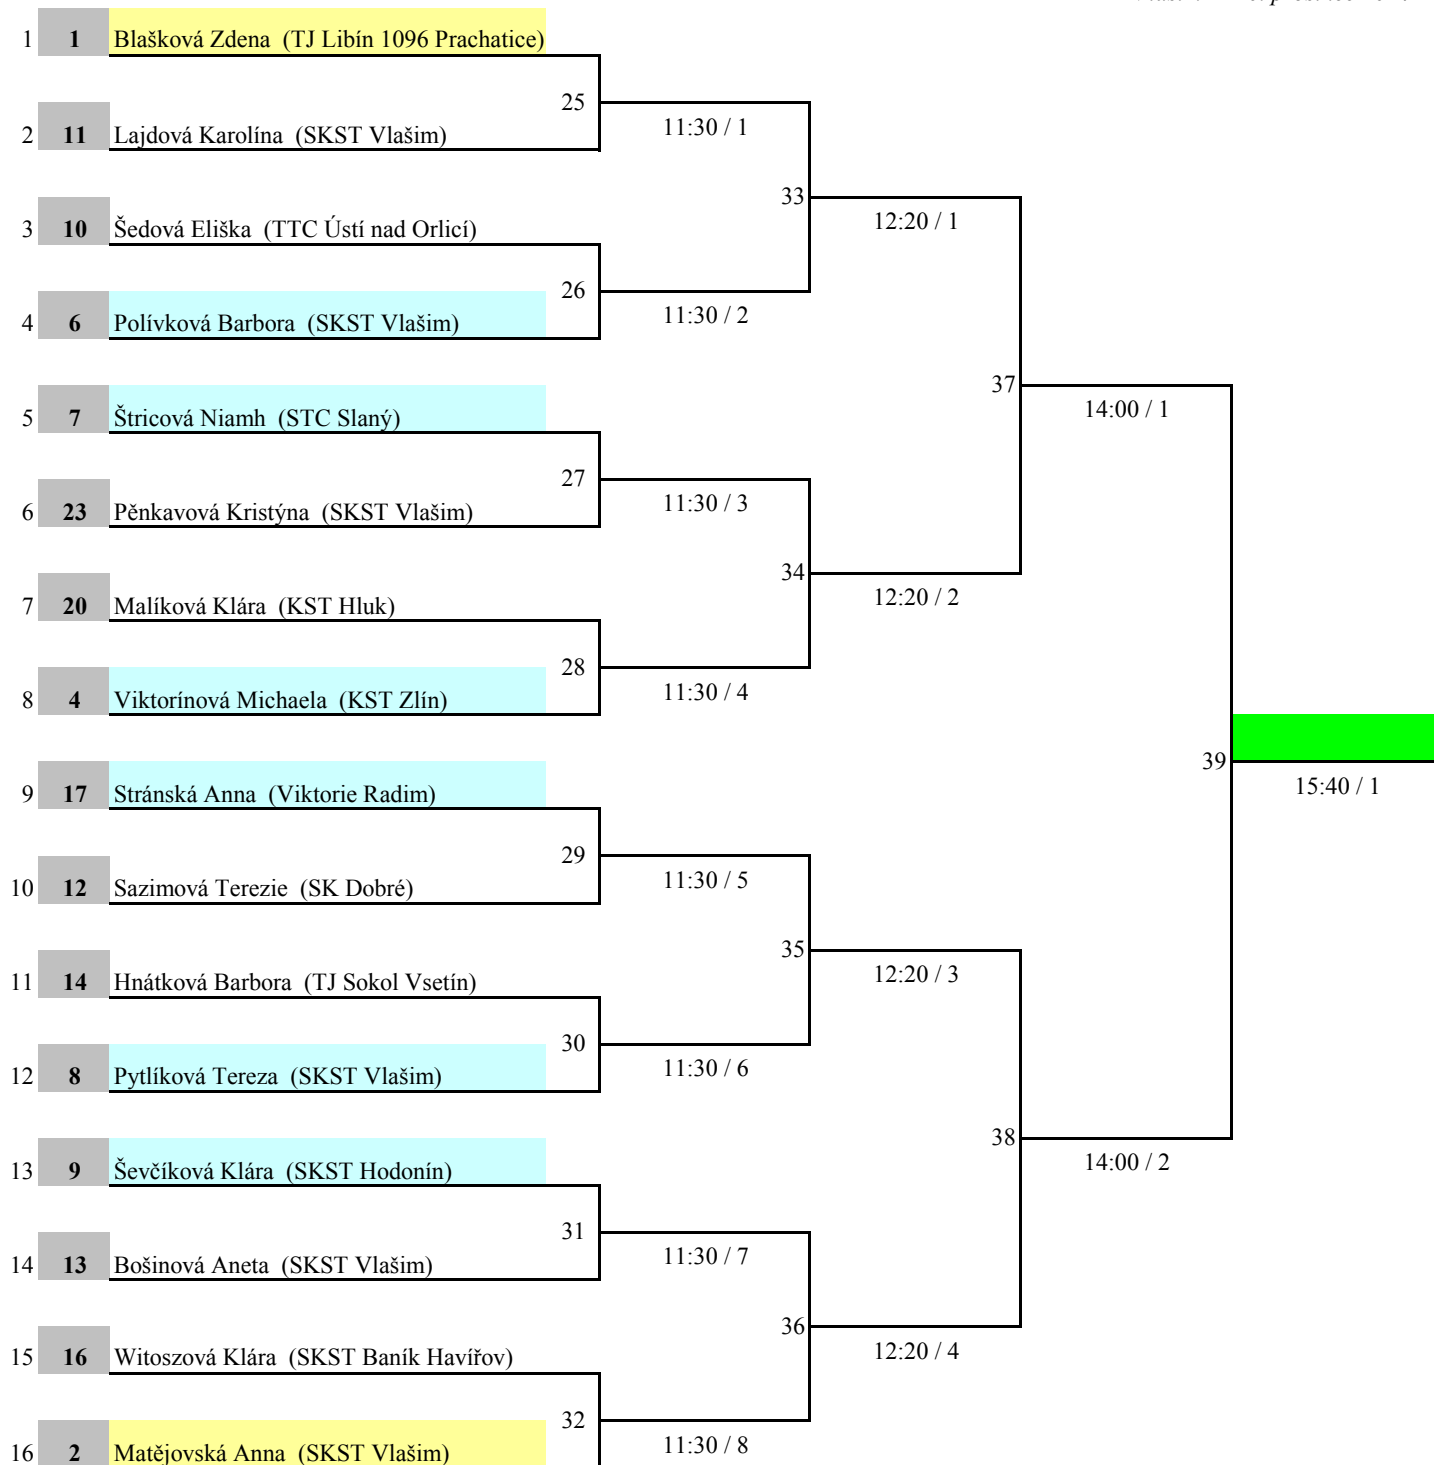 1 1 Blašková Zdena (TJ Libín 1096 Prachatice)
25
11:30 / 1
2 11 Lajdová Karolína (SKST Vlašim)
33
12:20 / 1
3 10 Šedová Eliška (TTC Ústí nad Orlicí)
26
11:30 / 2
4 6 Polívková Barbora (SKST Vlašim)
37
14:00 / 1
5 7 Štricová Niamh (STC Slaný)
27
11:30 / 3
6 23 Pěnkavová Kristýna (SKST Vlašim)
34
12:20 / 2
7 20 Malíková Klára (KST Hluk)
28
11:30 / 4
8 4 Viktorínová Michaela (KST Zlín)
39
15:40 / 1
9 17 Stránská Anna (Viktorie Radim)
29
11:30 / 5
10 12 Sazimová Terezie (SK Dobré)
35
12:20 / 3
11 14 Hnátková Barbora (TJ Sokol Vsetín)
30
11:30 / 6
12 8 Pytlíková Tereza (SKST Vlašim)
38
14:00 / 2
13 9 Ševčíková Klára (SKST Hodonín)
31
11:30 / 7
14 13 Bošinová Aneta (SKST Vlašim)
36
12:20 / 4
15 16 Witoszová Klára (SKST Baník Havířov)
32
11:30 / 8
16 2 Matějovská Anna (SKST Vlašim)